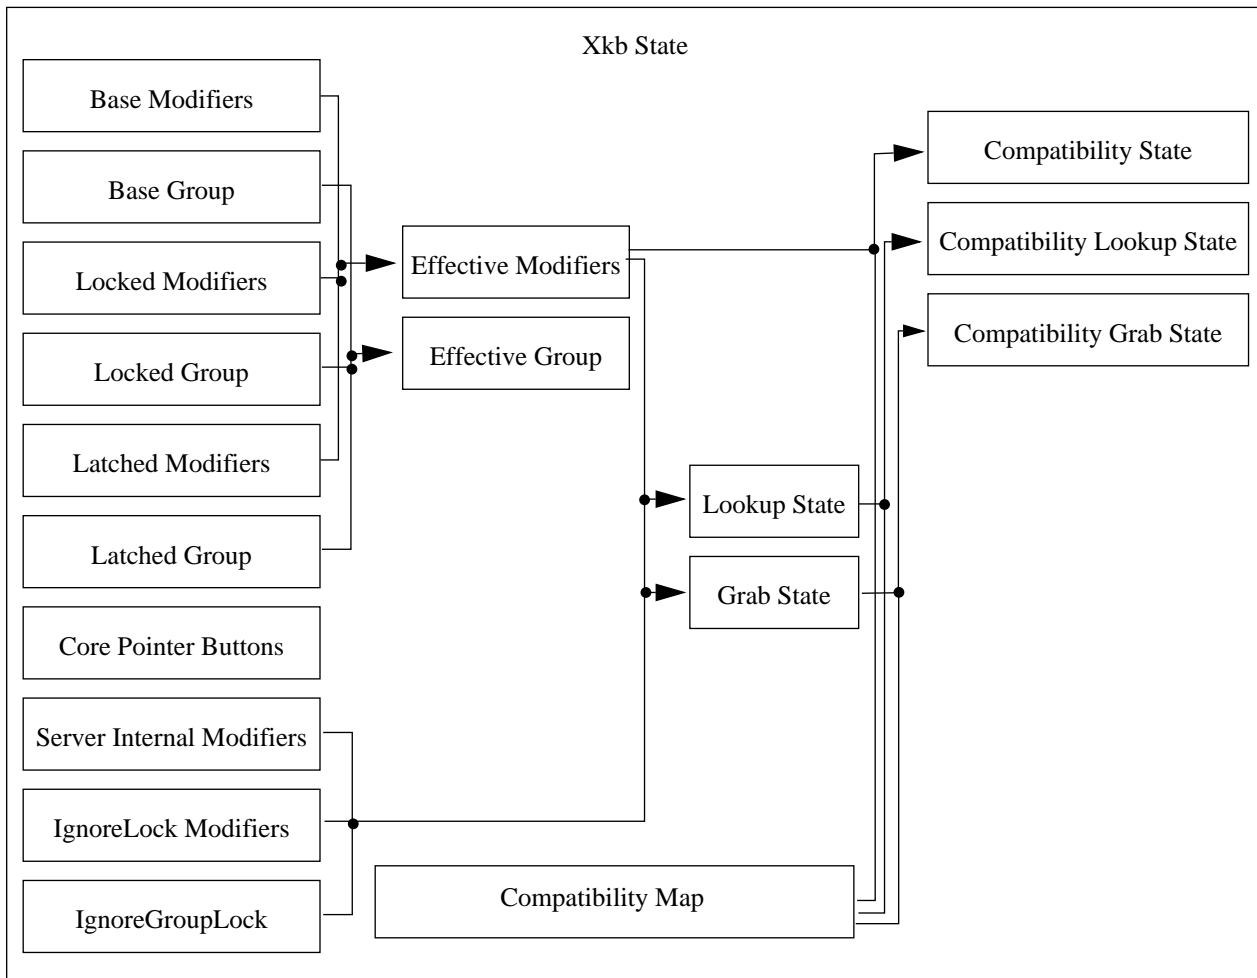 Xkb State
Base Modifiers
Base Group
Locked Modifiers
Locked Group
Latched Modifiers
Latched Group
Core Pointer Buttons
Server Internal Modifiers
IgnoreLock Modifiers
IgnoreGroupLock
Effective Modifiers
Effective Group
Lookup State
Grab State
Compatibility Map
Compatibility State
Compatibility Lookup State
Compatibility Grab State